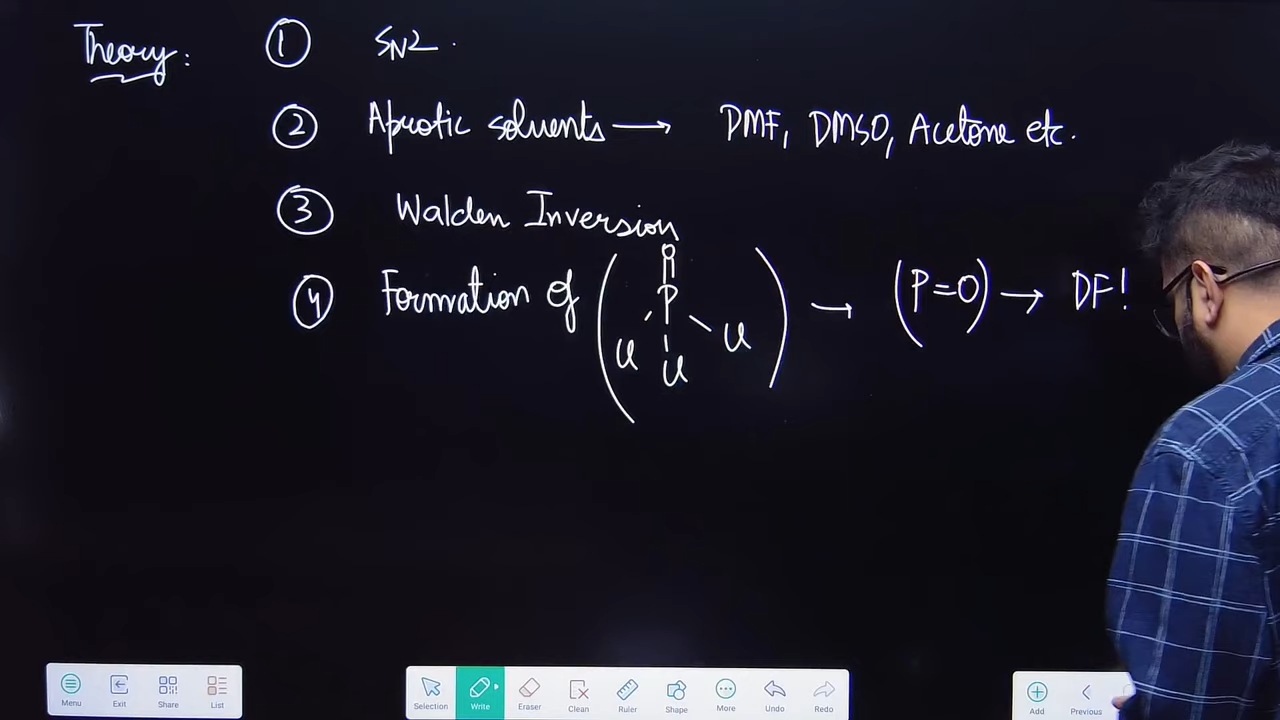 Theory: ① SN2.
② Aprotic solvents → DMF, DMSO, Acetone etc.
③ Walden Inversion
④ Formation of ( O
P
Cl Cl Cl ) → (P=O) → DF!
Menu Exit Share List Selection Write Eraser Clean Ruler Shape More Undo Redo Add Previous